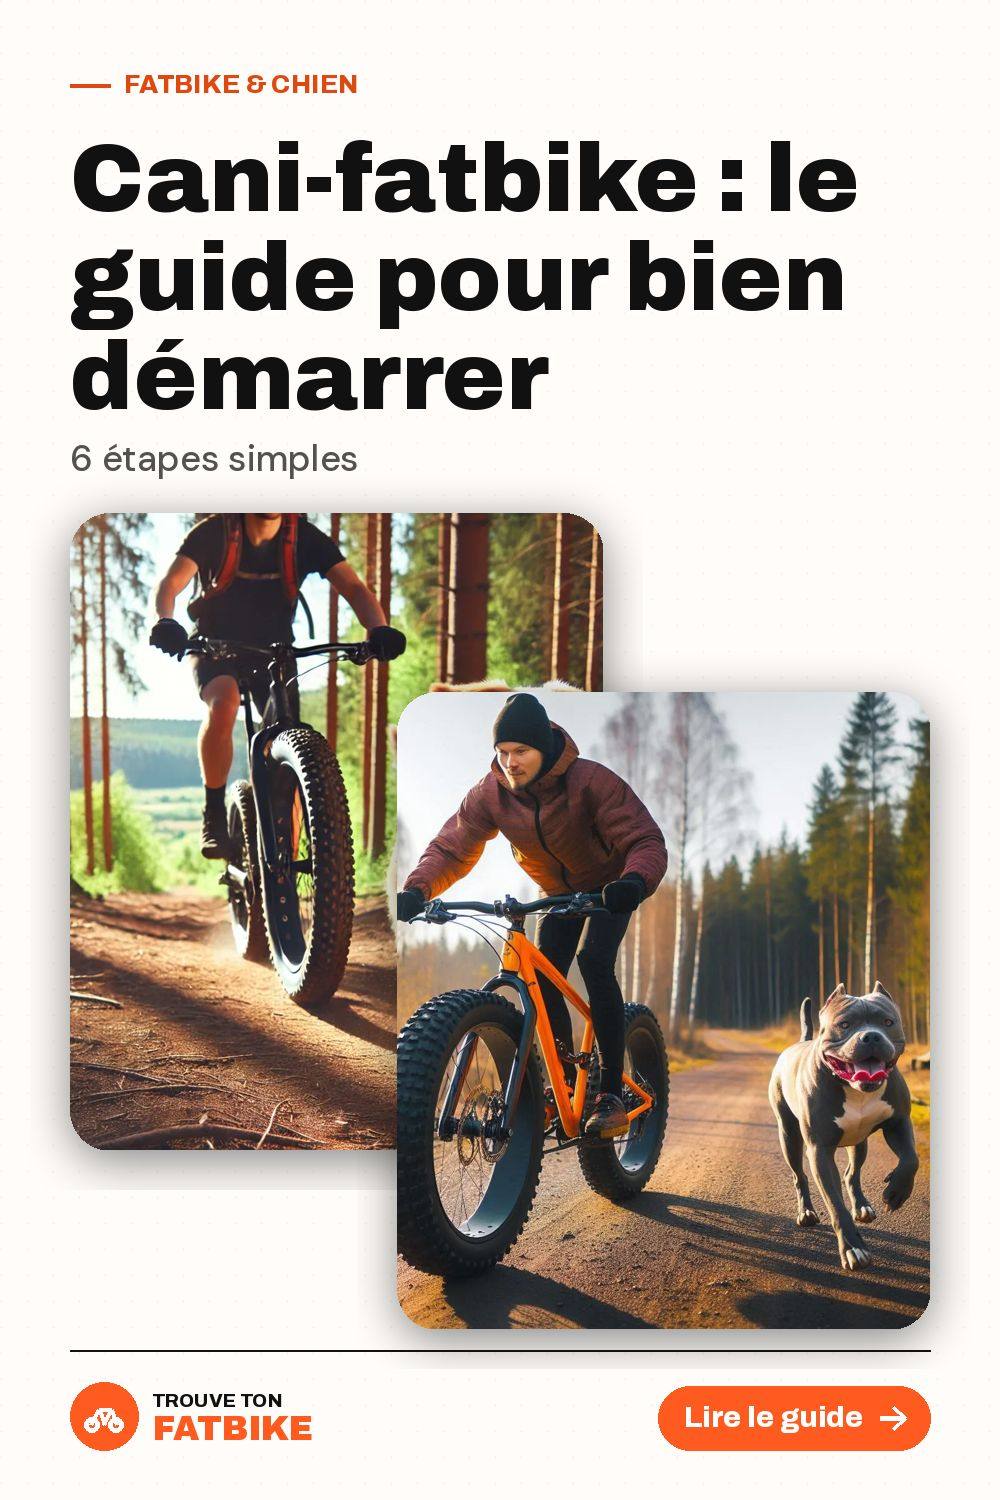 FATBIKE & CHIEN
Cani-fatbike : le
guide pour bien
démarrer
6 étapes simples
TROUVE TON
FATBIKE
Lire le guide →